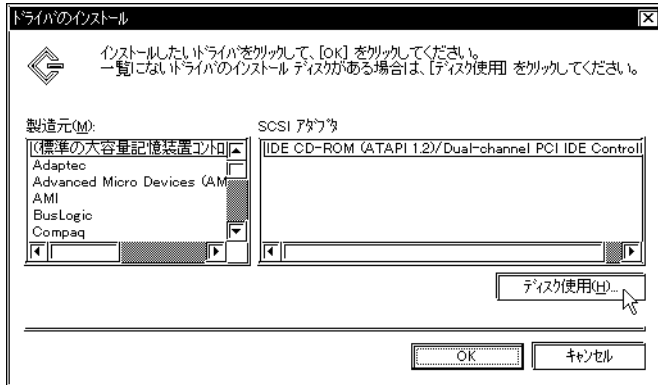 ドライバのインストール
インストールしたいドライバをクリックして、[OK] をクリックしてください。
一覧にないドライバのインストール ディスクがある場合は、[ディスク使用] をクリックしてください。
製造元(M):
(標準の大容量記憶装置コントロ
Adaptec
Advanced Micro Devices (AM
AMI
BusLogic
Compaq
SCSI アダプタ
IDE CD-ROM (ATAPI 1.2)/Dual-channel PCI IDE Controll
ディスク使用(H)...
OK
キャンセル